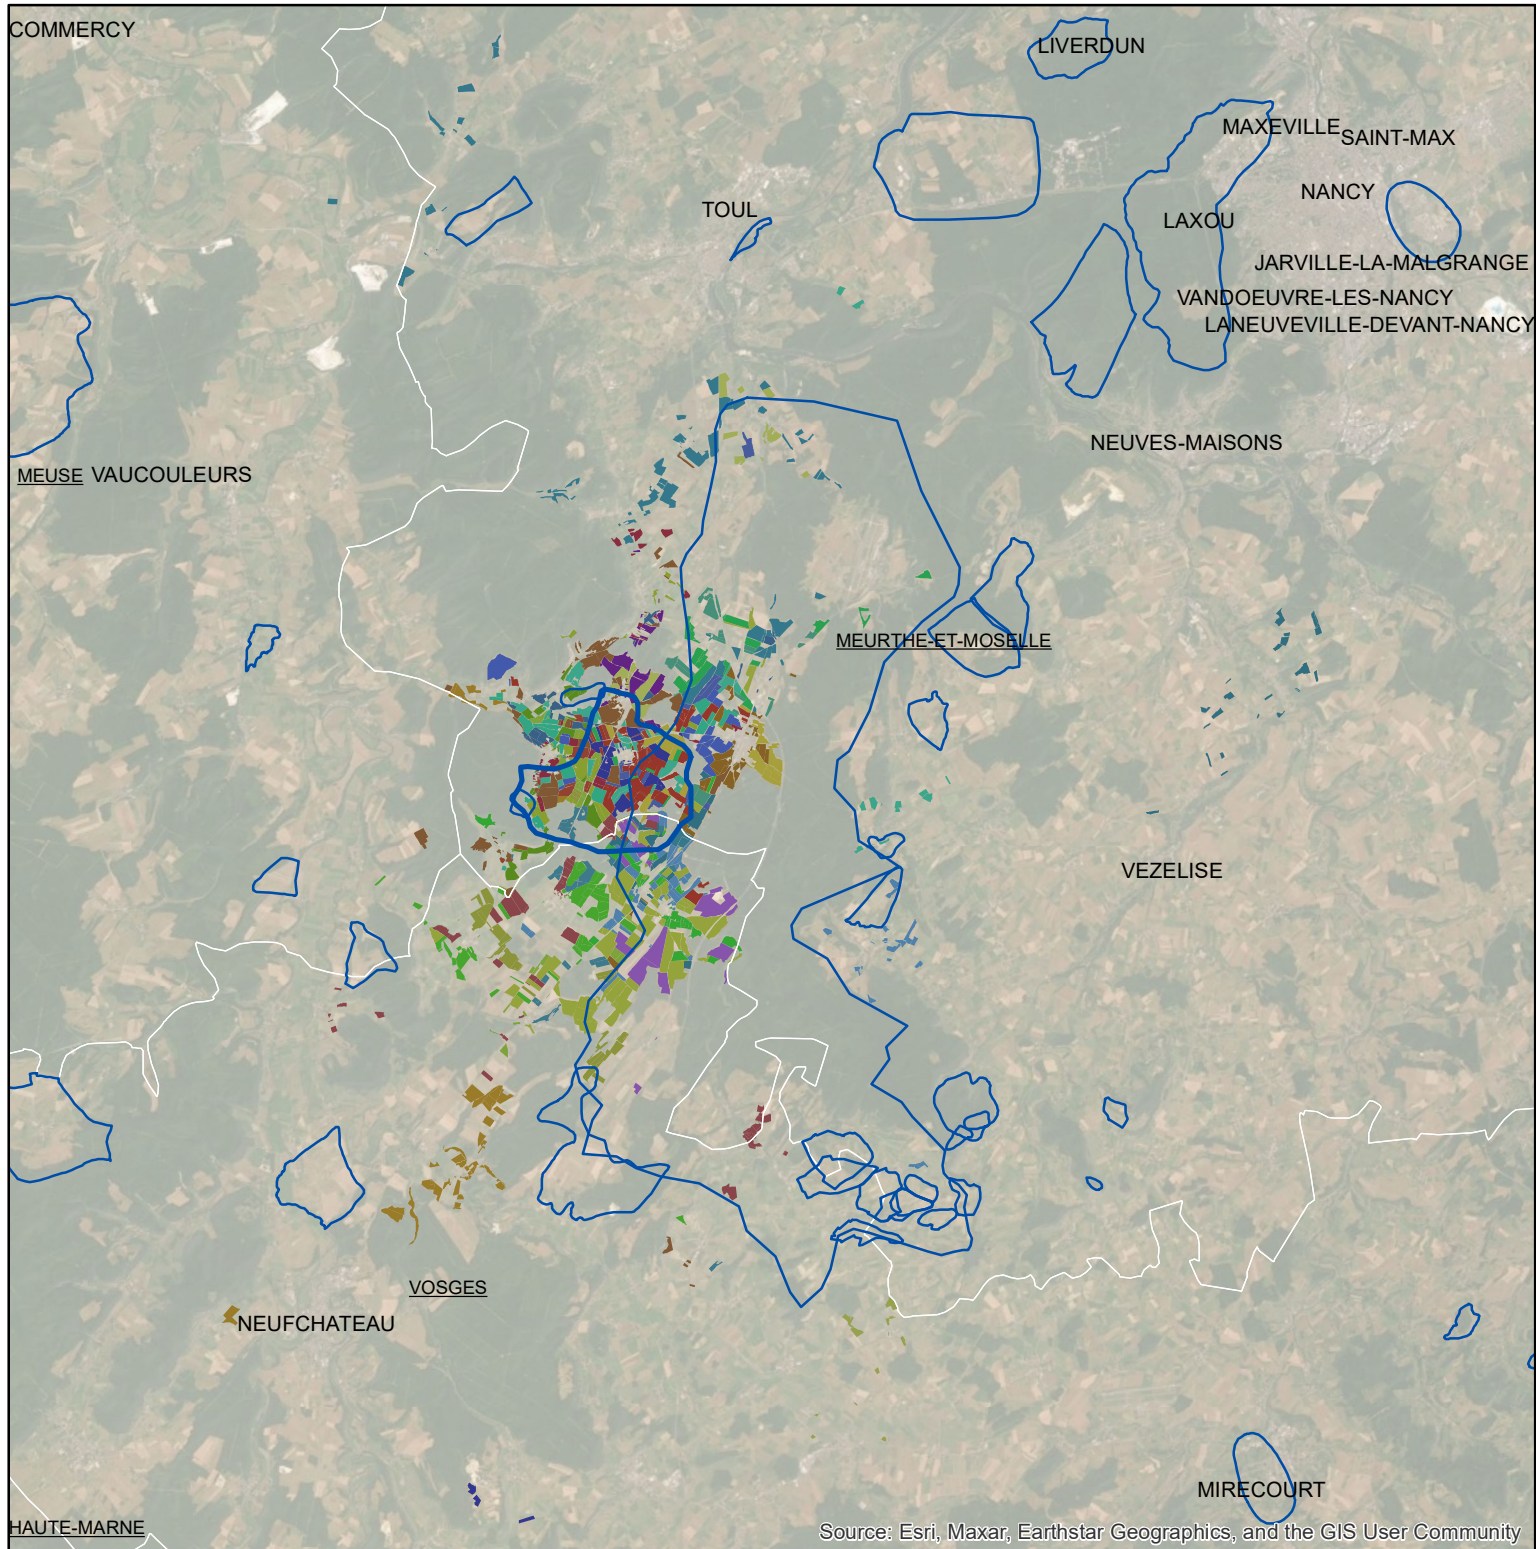 COMMERCY
LIVERDUN
MAXEVILLE
SAINT-MAX
NANCY
TOUL
LAXOU
JARVILLE-LA-MALGRANGE
VANDOEUVRE-LES-NANCY
LANEUVEVILLE-DEVANT-NANCY
NEUVES-MAISONS
MEUSE VAUCOULEURS
MEURTHE-ET-MOSELLE
VEZELISE
VOSGES
NEUFCHATEAU
MIRECOURT
HAUTE-MARNE
Source: Esri, Maxar, Earthstar Geographics, and the GIS User Community